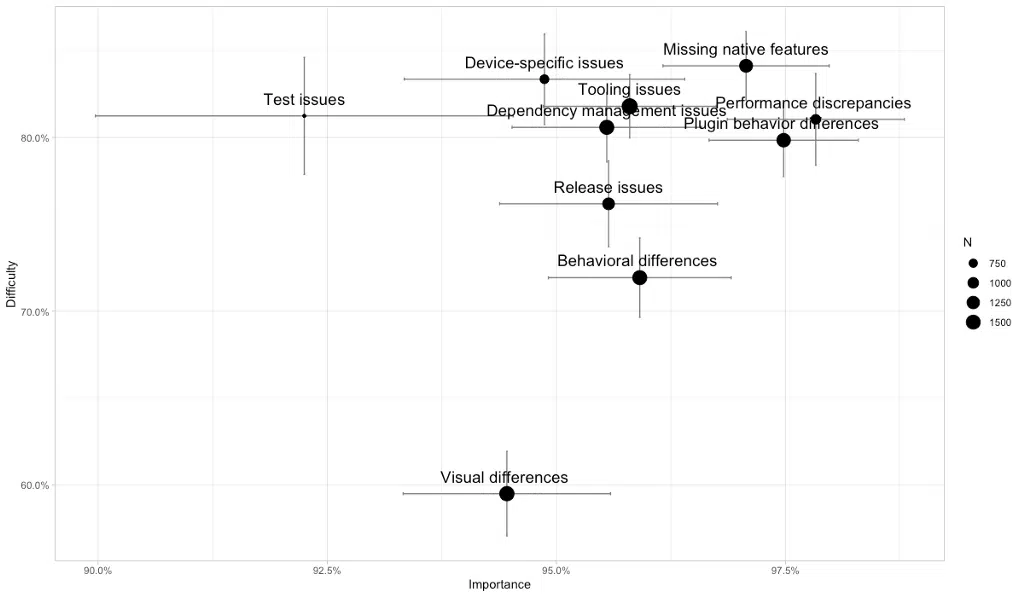 Missing native features
Device-specific issues
Tooling issues
Test issues
Performance discrepancies
Dependency management issues
Plugin behavior differences
80.0%
Release issues
Behavioral differences
70.0%
Visual differences
60.0%
Difficulty
90.0%
92.5%
95.0%
97.5%
Importance
N
750
1000
1250
1500